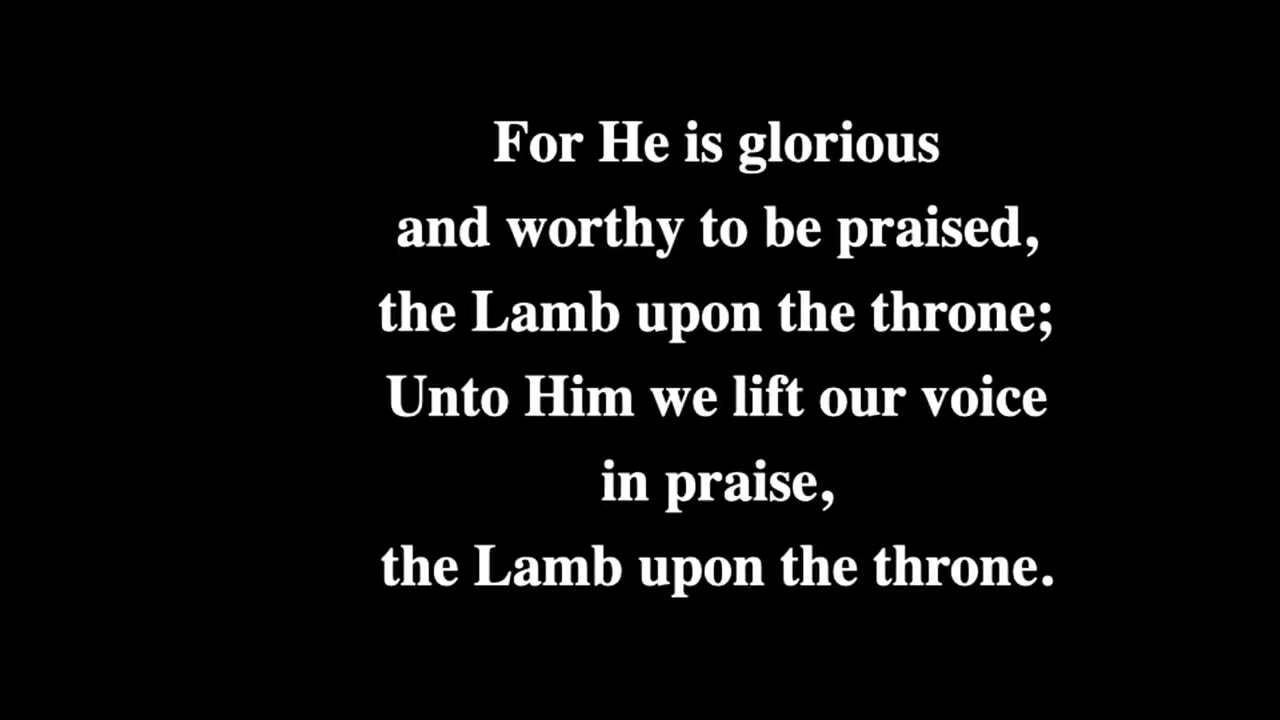 For He is glorious
and worthy to be praised,
the Lamb upon the throne;
Unto Him we lift our voice
in praise,
the Lamb upon the throne.